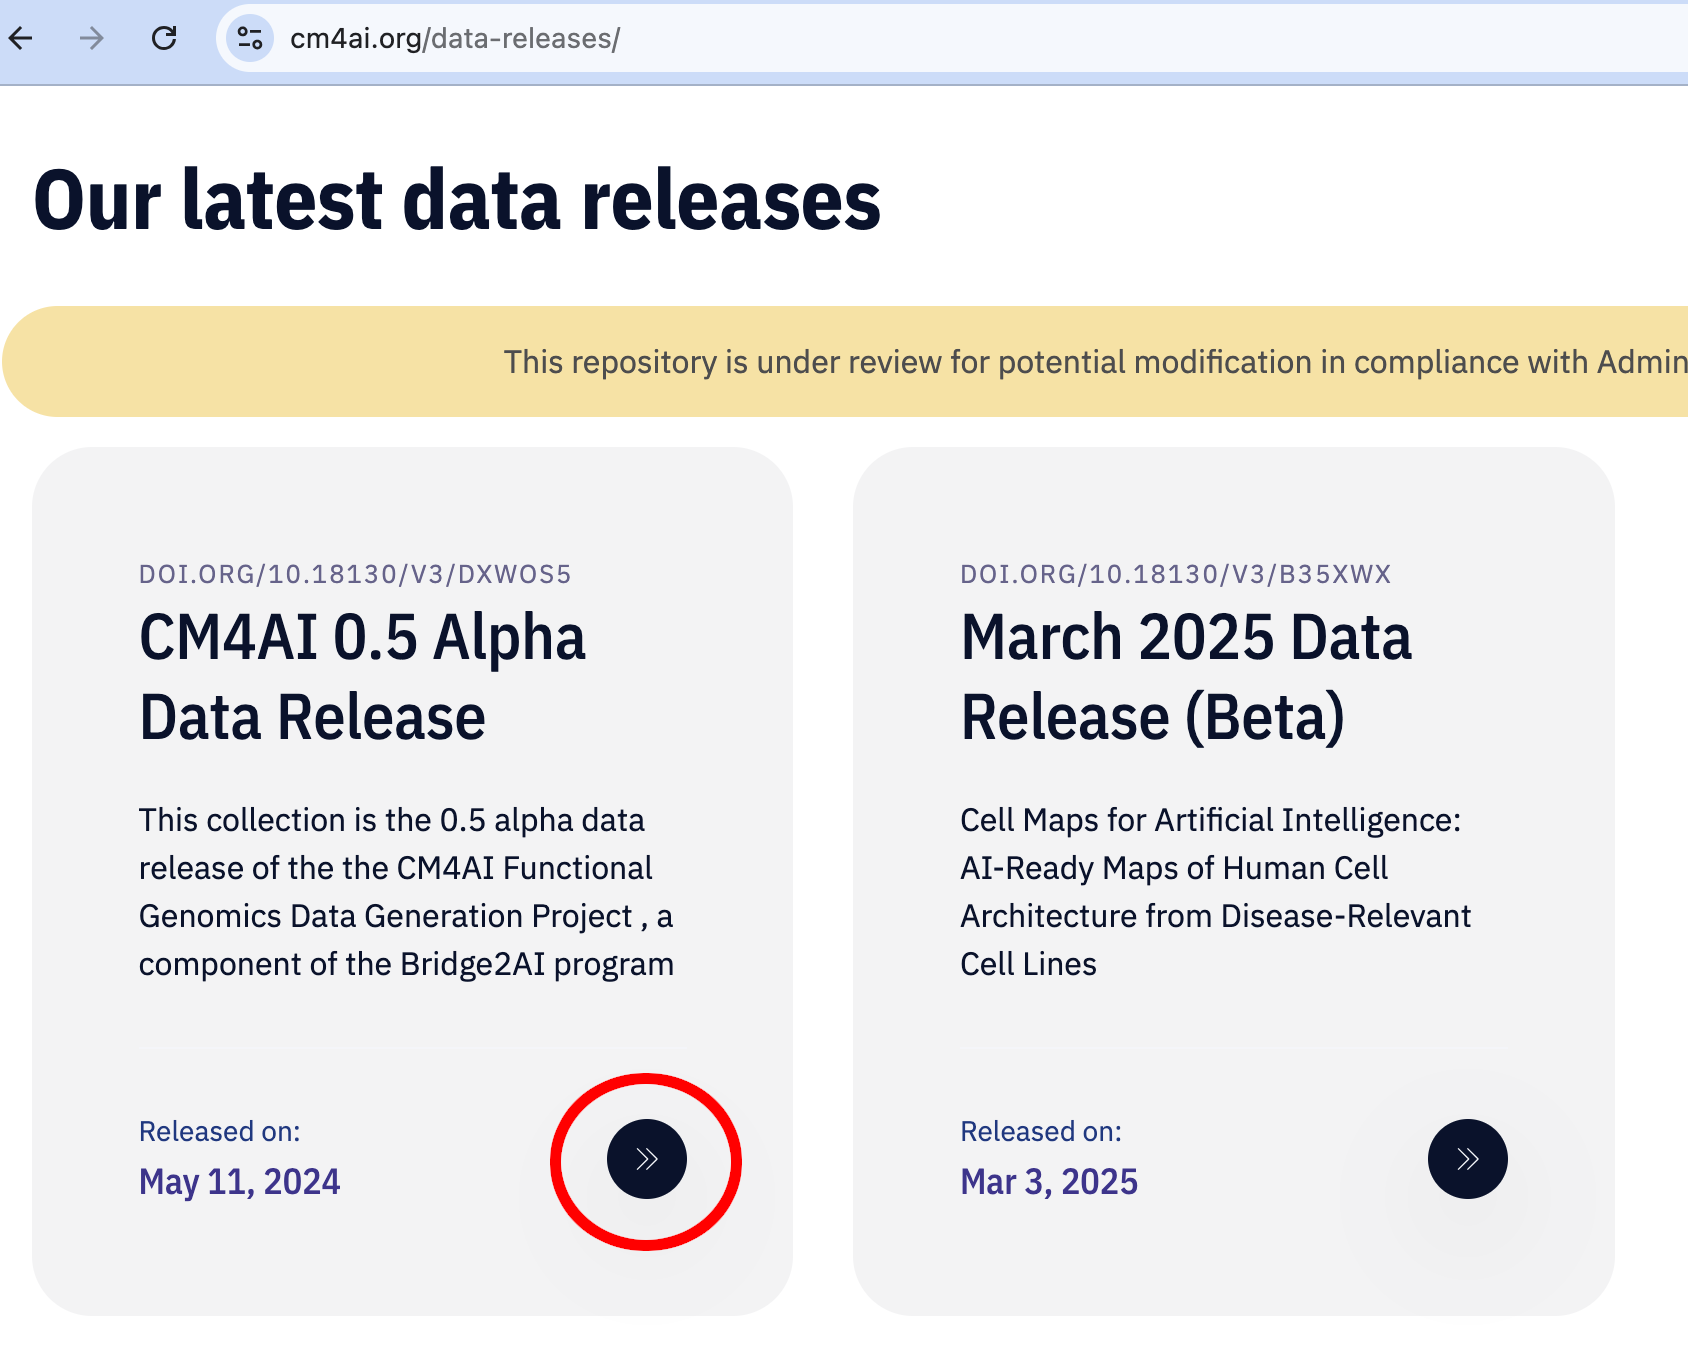 cm4ai.org/data-releases/
Our latest data releases
This repository is under review for potential modification in compliance with Admin
DOI.ORG/10.18130/V3/DXWOS5
CM4AI 0.5 Alpha
Data Release
This collection is the 0.5 alpha data
release of the the CM4AI Functional
Genomics Data Generation Project , a
component of the Bridge2AI program
Released on:
May 11, 2024
DOI.ORG/10.18130/V3/B35XWX
March 2025 Data
Release (Beta)
Cell Maps for Artificial Intelligence:
AI-Ready Maps of Human Cell
Architecture from Disease-Relevant
Cell Lines
Released on:
Mar 3, 2025